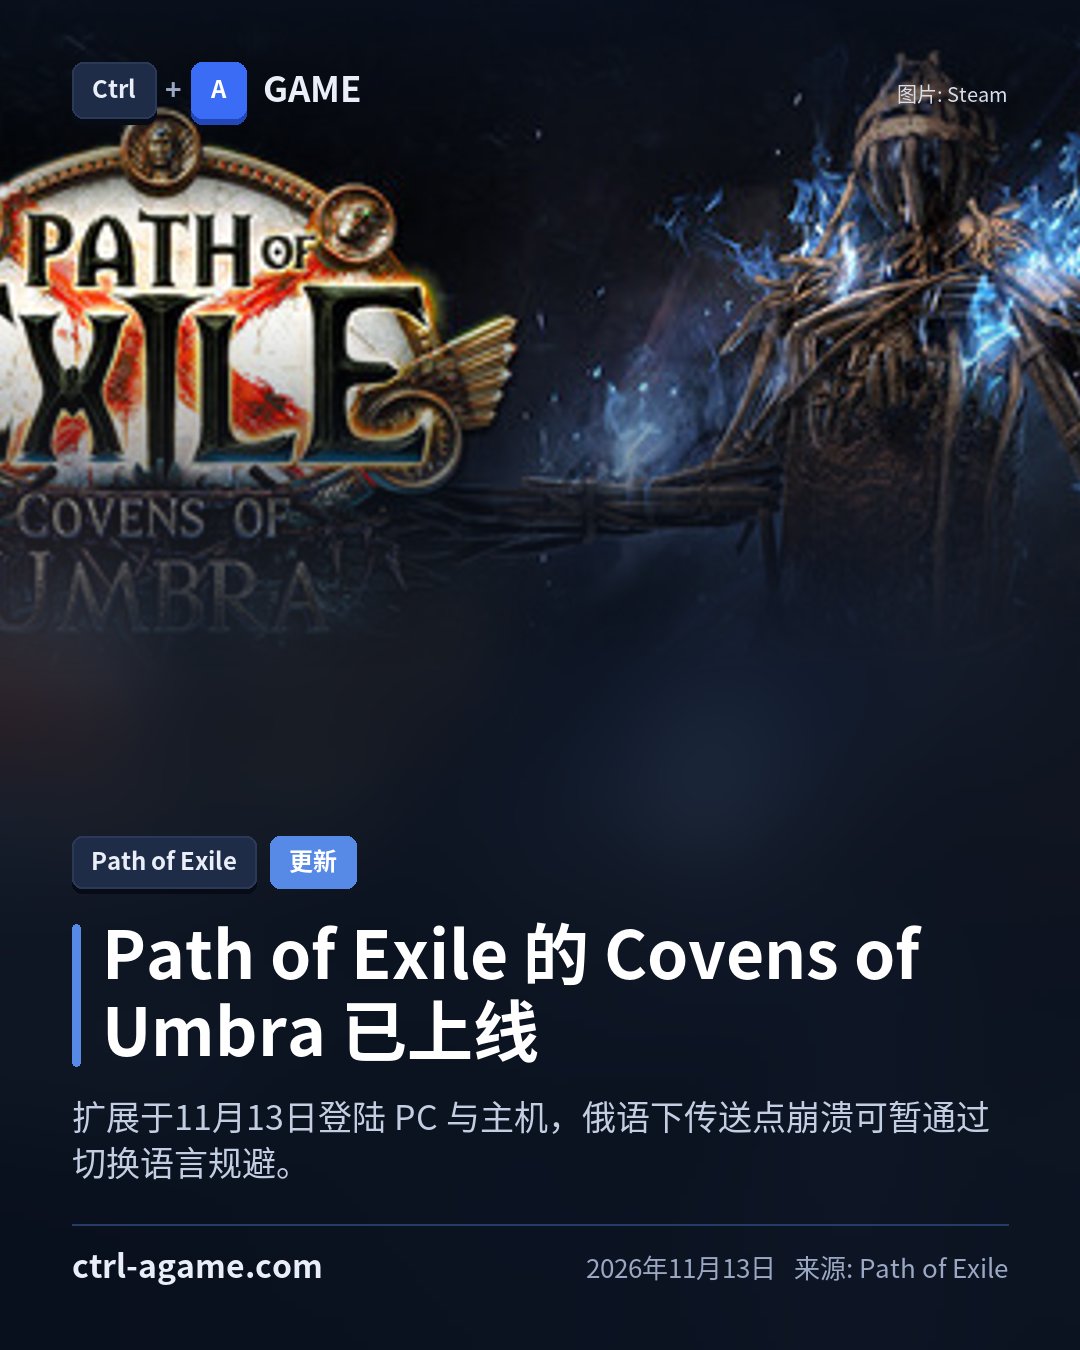 Ctrl + A GAME
图片: Steam
PATH OF
EXILE
COVENS OF
UMBRA
Path of Exile 更新
Path of Exile 的 Covens of
Umbra 已上线
扩展于11月13日登陆 PC 与主机，俄语下传送点崩溃可暂通过
切换语言规避。
ctrl-agame.com
2026年11月13日 来源: Path of Exile